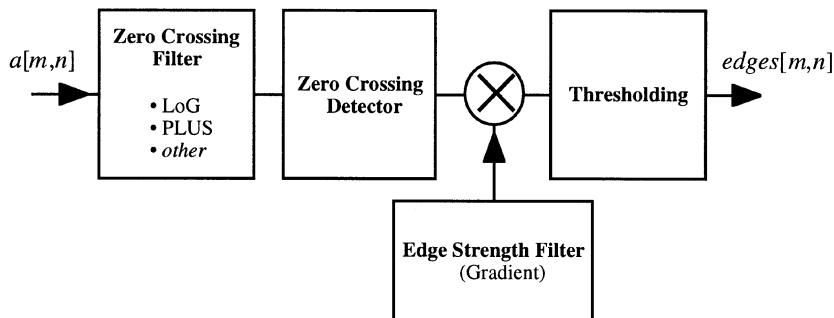 a[m,n]
Zero Crossing
Filter
• LoG
• PLUS
• other
Zero Crossing
Detector
Thresholding
edges[m,n]
Edge Strength Filter
(Gradient)